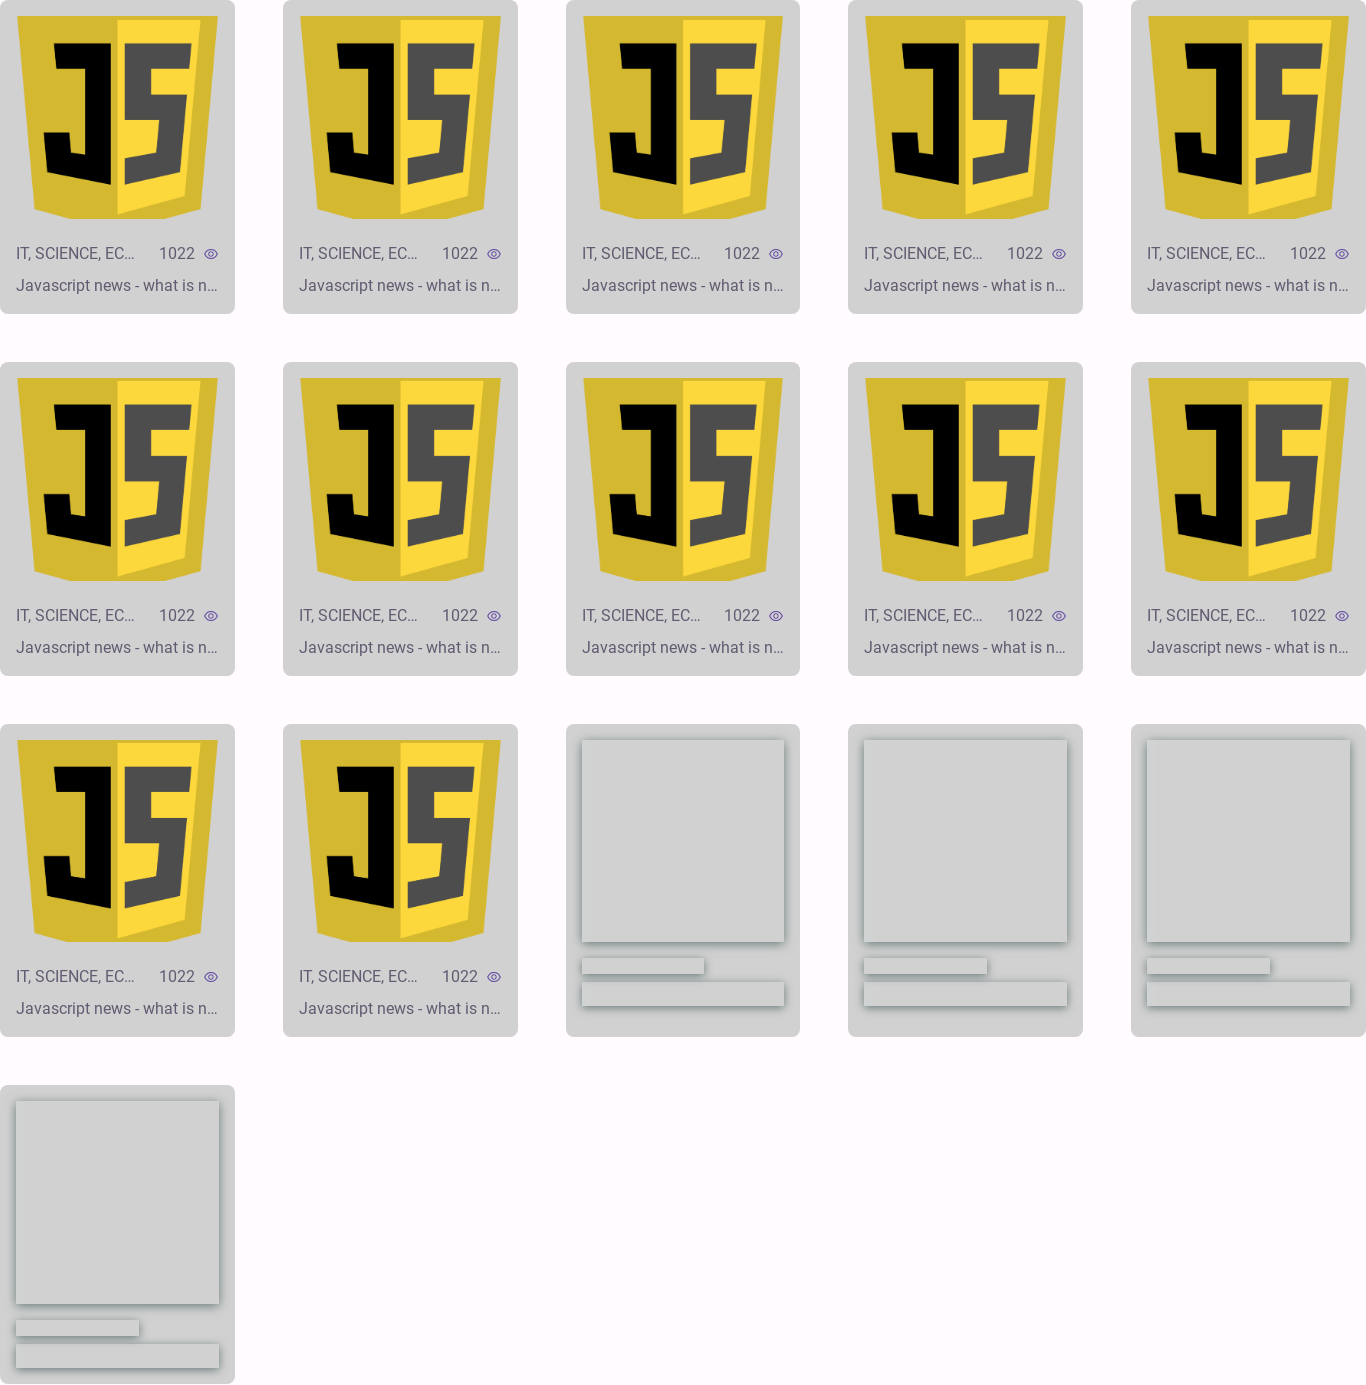 JS JS JS JS JS
IT, SCIENCE, EC... 1022 IT, SCIENCE, EC... 1022 IT, SCIENCE, EC... 1022 IT, SCIENCE, EC... 1022 IT, SCIENCE, EC... 1022
Javascript news - what is n... Javascript news - what is n... Javascript news - what is n... Javascript news - what is n... Javascript news - what is n...
JS JS JS JS JS
IT, SCIENCE, EC... 1022 IT, SCIENCE, EC... 1022 IT, SCIENCE, EC... 1022 IT, SCIENCE, EC... 1022 IT, SCIENCE, EC... 1022
Javascript news - what is n... Javascript news - what is n... Javascript news - what is n... Javascript news - what is n... Javascript news - what is n...
JS JS
IT, SCIENCE, EC... 1022 IT, SCIENCE, EC... 1022
Javascript news - what is n... Javascript news - what is n...